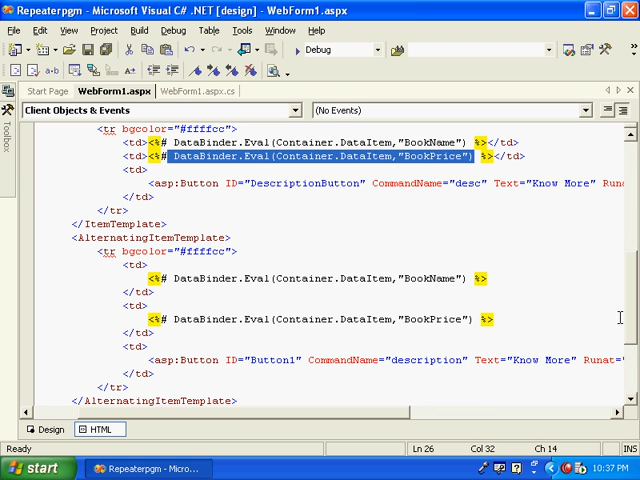 Repeaterpgm - Microsoft Visual C# .NET [design] - WebForm1.aspx
File Edit View Project Build Debug Table Tools Window Help
Debug
Start Page WebForm1.aspx WebForm1.aspx.cs
Client Objects & Events (No Events)
Toolbox
<tr bgcolor="#ffffcc">
<td><%# DataBinder.Eval(Container.DataItem,"BookName") %></td>
<td><%# DataBinder.Eval(Container.DataItem,"BookPrice") %></td>
<td>
<asp:Button ID="DescriptionButton" CommandName="desc" Text="Know More" Runa
</td>
</tr>
</ItemTemplate>
<AlternatingItemTemplate>
<tr bgcolor="#ffffcc">
<td>
<%# DataBinder.Eval(Container.DataItem,"BookName") %>
</td>
<td>
<%# DataBinder.Eval(Container.DataItem,"BookPrice") %>
</td>
<td>
<asp:Button ID="Button1" CommandName="description" Text="Know More" Runat="
</td>
</tr>
</AlternatingItemTemplate>
Design HTML
Ready Ln 26 Col 32 Ch 14 INS
start Repeaterpgm - Micro... 10:37 PM